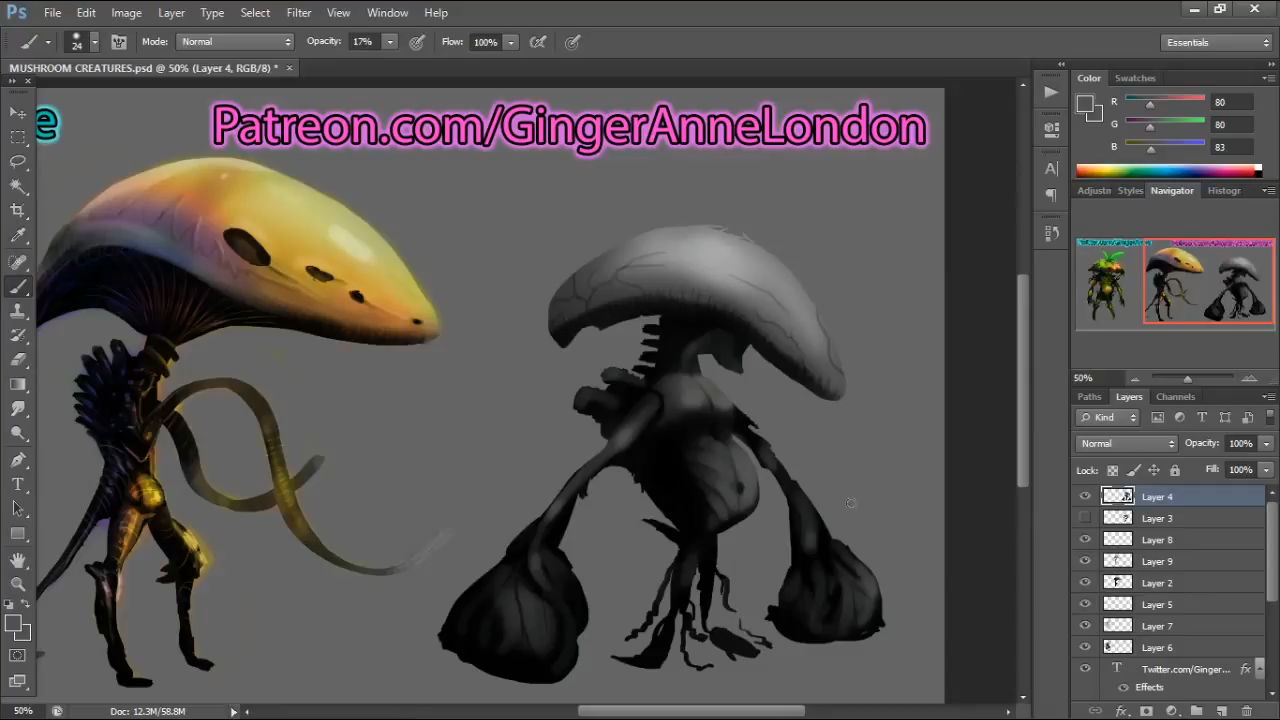 Ps File Edit Image Layer Type Select Filter View Window Help
24 Mode: Normal Opacity: 17% Flow: 100% Essentials
MUSHROOM CREATURES.psd @ 50% (Layer 4, RGB/8) * ×
e Patreon.com/GingerAnneLondon
Color Swatches
R 80
G 80
B 83
Adjustn Styles Navigator Histogr
50%
Paths Layers Channels
Kind
Normal Opacity: 100%
Lock: Fill: 100%
Layer 4
Layer 3
Layer 8
Layer 9
Layer 2
Layer 5
Layer 7
Layer 6
T Twitter.com/Ginger... fx
Effects
50% Doc: 12.3M/58.8M